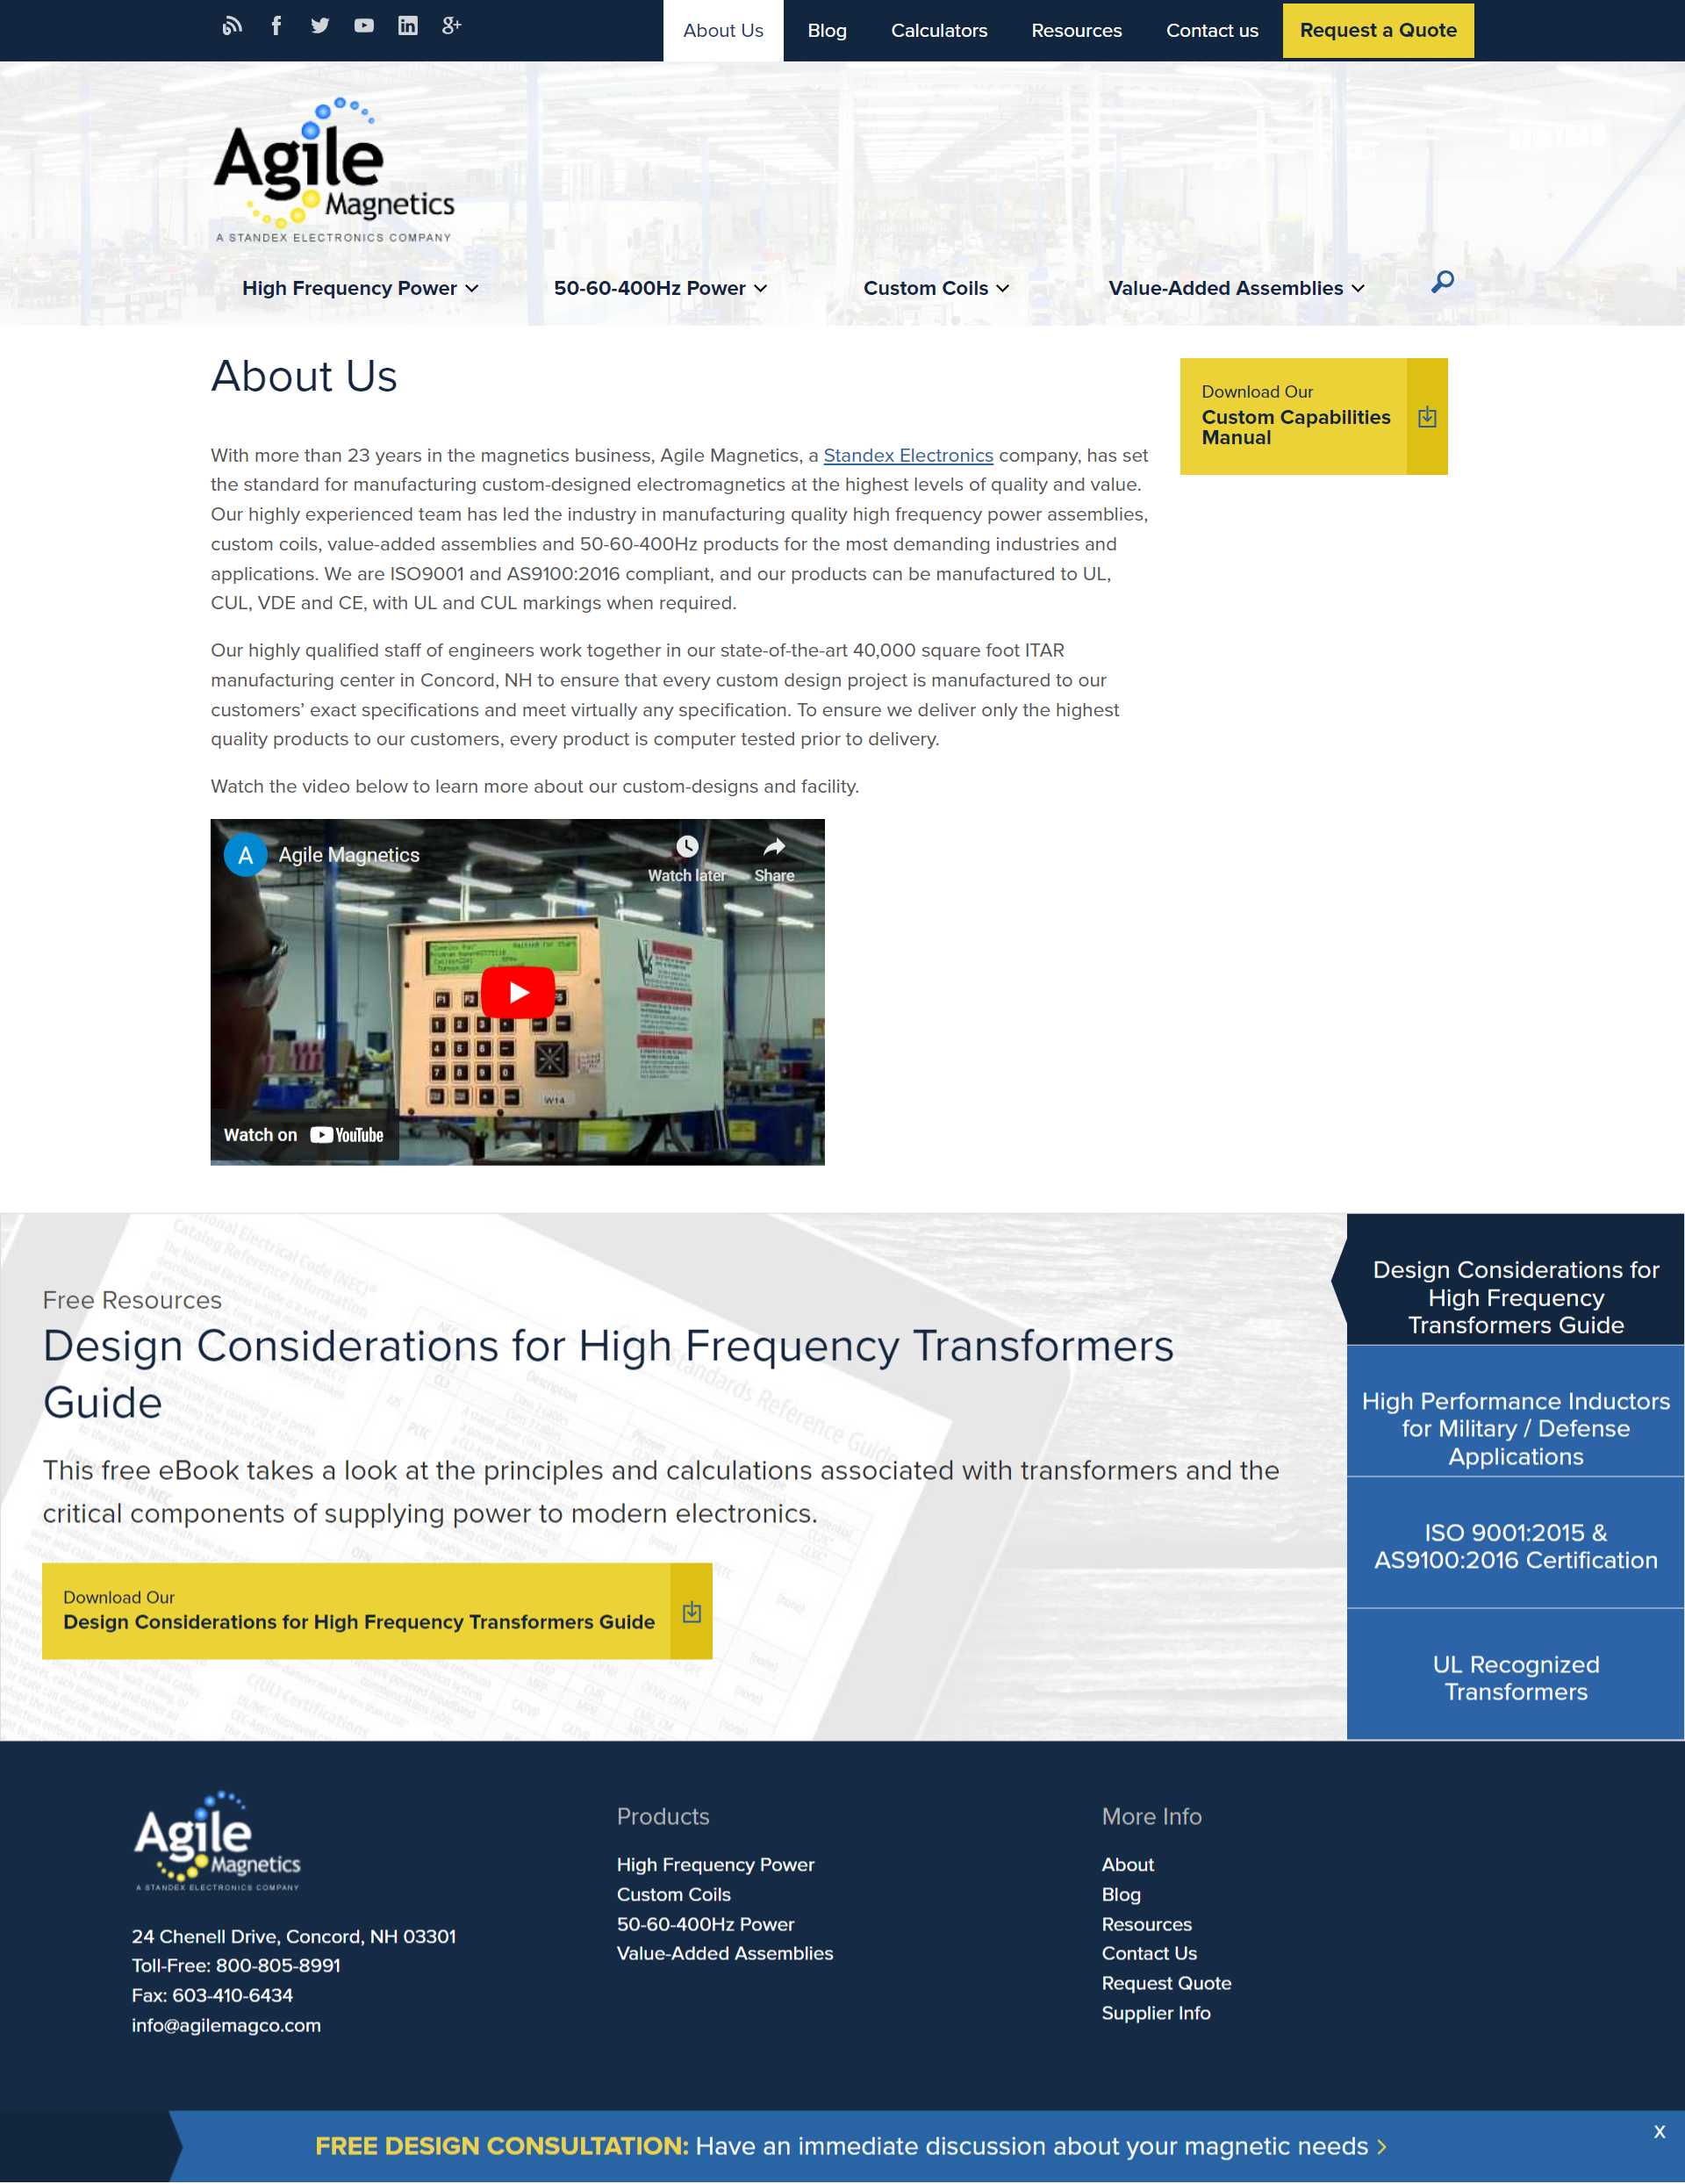 About Us
Blog
Calculators
Resources
Contact us
Request a Quote
Agile
Magnetics
A STANDEX ELECTRONICS COMPANY
High Frequency Power
50-60-400Hz Power
Custom Coils
Value-Added Assemblies
About Us
Download Our
Custom Capabilities
Manual
With more than 23 years in the magnetics business, Agile Magnetics, a Standex Electronics company, has set
the standard for manufacturing custom-designed electromagnetics at the highest levels of quality and value.
Our highly experienced team has led the industry in manufacturing quality high frequency power assemblies,
custom coils, value-added assemblies and 50-60-400Hz products for the most demanding industries and
applications. We are ISO9001 and AS9100:2016 compliant, and our products can be manufactured to UL,
CUL, VDE and CE, with UL and CUL markings when required.
Our highly qualified staff of engineers work together in our state-of-the-art 40,000 square foot ITAR
manufacturing center in Concord, NH to ensure that every custom design project is manufactured to our
customers’ exact specifications and meet virtually any specification. To ensure we deliver only the highest
quality products to our customers, every product is computer tested prior to delivery.
Watch the video below to learn more about our custom-designs and facility.
A
Agile Magnetics
Watch later
Share
W14
Watch on YouTube
Free Resources
Design Considerations for High Frequency Transformers
Guide
This free eBook takes a look at the principles and calculations associated with transformers and the
critical components of supplying power to modern electronics.
Download Our
Design Considerations for High Frequency Transformers Guide
Design Considerations for
High Frequency
Transformers Guide
High Performance Inductors
for Military / Defense
Applications
ISO 9001:2015 &
AS9100:2016 Certification
UL Recognized
Transformers
Agile
Magnetics
A STANDEX ELECTRONICS COMPANY
24 Chenell Drive, Concord, NH 03301
Toll-Free: 800-805-8991
Fax: 603-410-6434
info@agilemagco.com
Products
High Frequency Power
Custom Coils
50-60-400Hz Power
Value-Added Assemblies
More Info
About
Blog
Resources
Contact Us
Request Quote
Supplier Info
FREE DESIGN CONSULTATION: Have an immediate discussion about your magnetic needs >
X